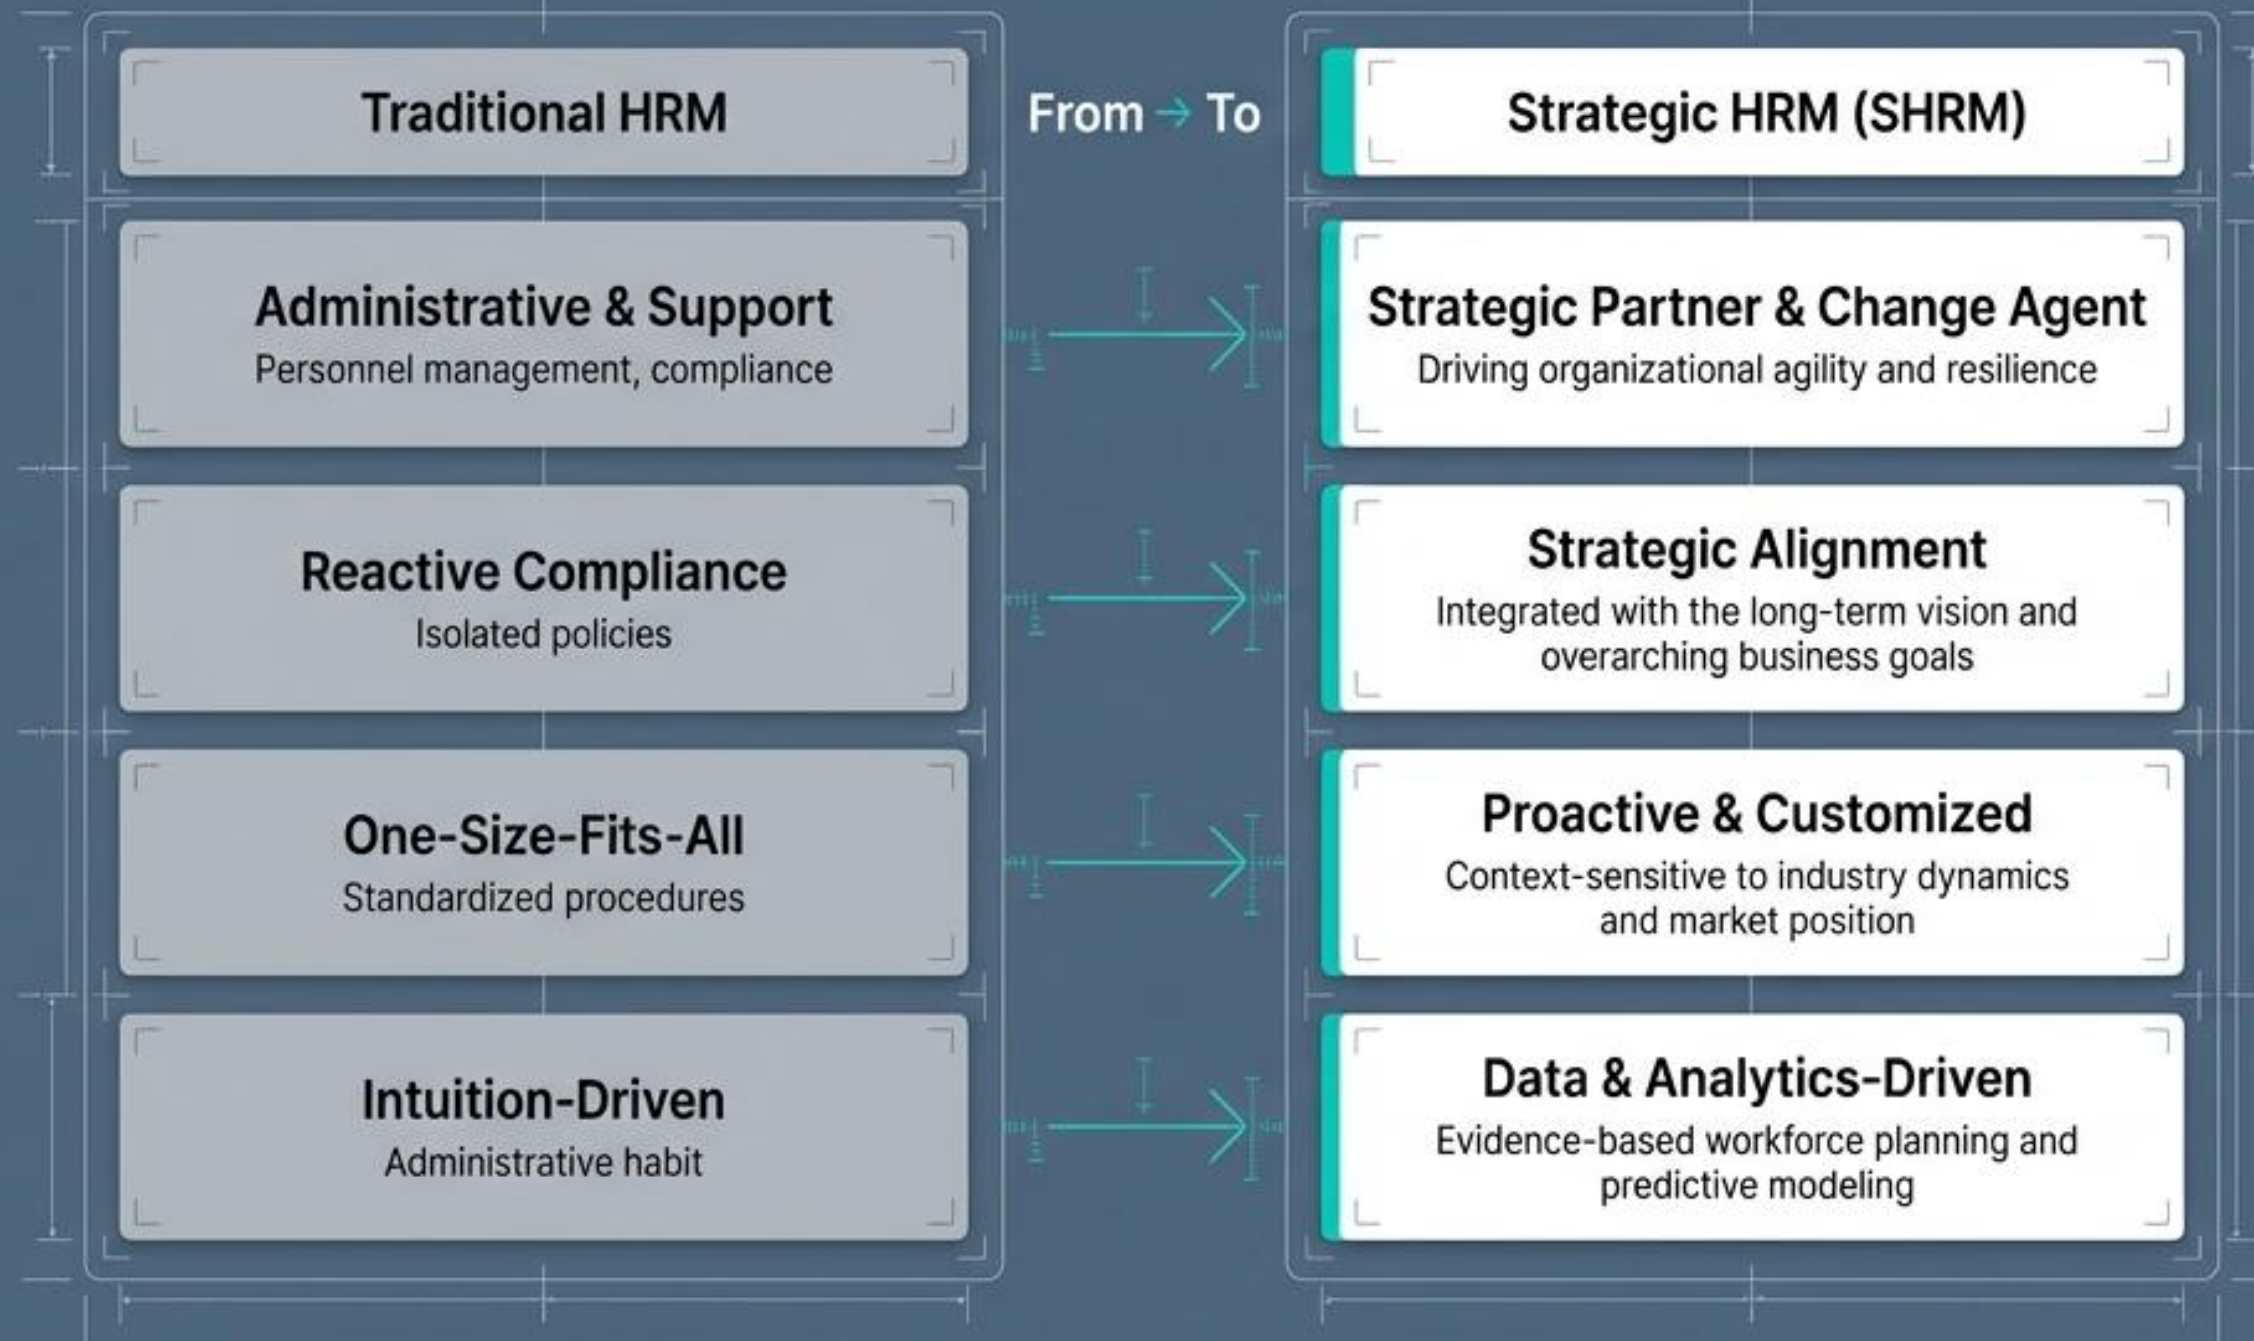 Traditional HRM
From → To
Strategic HRM (SHRM)
Administrative & Support
Personnel management, compliance
Strategic Partner & Change Agent
Driving organizational agility and resilience
Reactive Compliance
Isolated policies
Strategic Alignment
Integrated with the long-term vision and
overarching business goals
One-Size-Fits-All
Standardized procedures
Proactive & Customized
Context-sensitive to industry dynamics
and market position
Intuition-Driven
Administrative habit
Data & Analytics-Driven
Evidence-based workforce planning and
predictive modeling